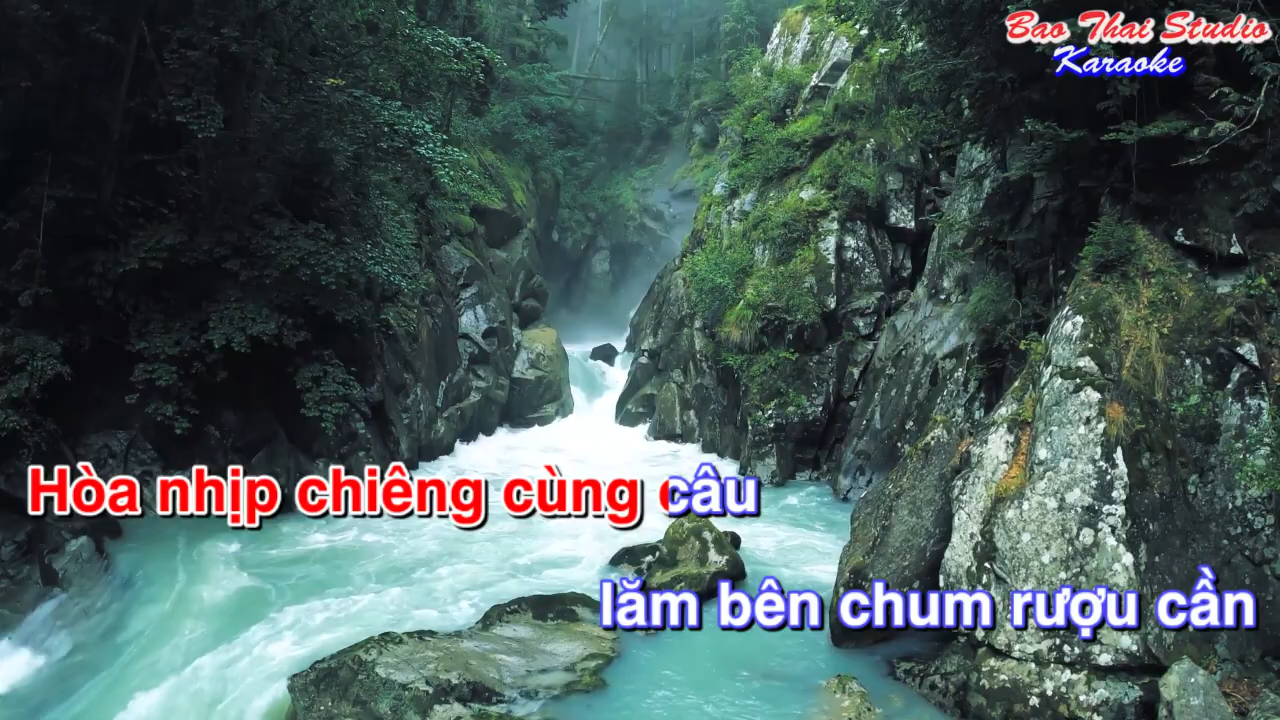 Bao Thai Studio
Karaoke
Hòa nhịp chiêng cùng câu
lăm bên chum rượu cần